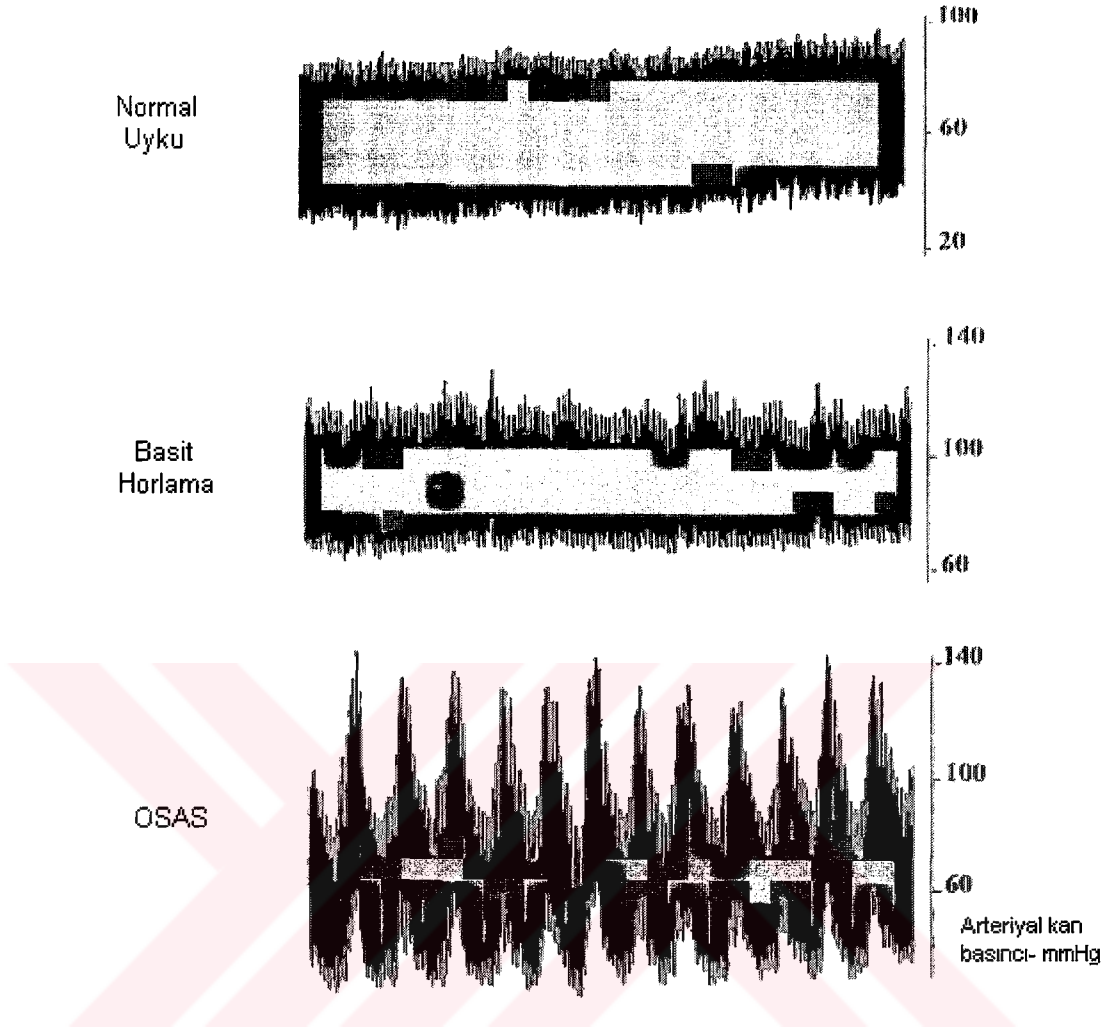 100
Normal
Uyku
60
20
140
Basit
Horlama
100
60
140
100
OSAS
60
Arteriyal kan
basıncı- mmHg